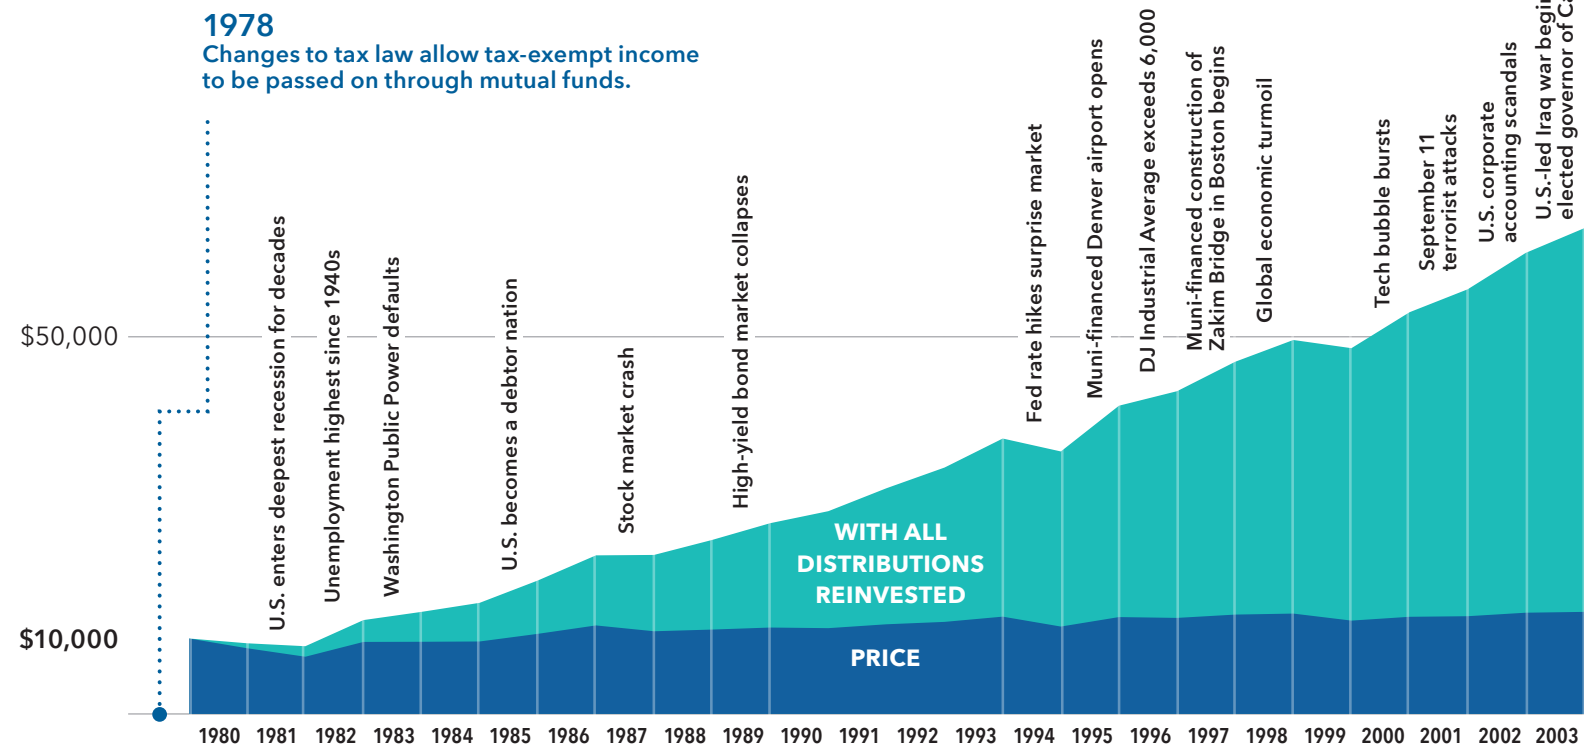 1978
Changes to tax law allow tax-exempt income
to be passed on through mutual funds.
$50,000
$10,000
U.S. enters deepest recession for decades
Unemployment highest since 1940s
Washington Public Power defaults
U.S. becomes a debtor nation
Stock market crash
High-yield bond market collapses
Fed rate hikes surprise market
Muni-financed Denver airport opens
DJ Industrial Average exceeds 6,000
Muni-financed construction of
Zakim Bridge in Boston begins
Global economic turmoil
Tech bubble bursts
September 11
terrorist attacks
U.S. corporate
accounting scandals
U.S.-led Iraq war
elected governor of
WITH ALL
DISTRIBUTIONS
REINVESTED
PRICE
1980 1981 1982 1983 1984 1985 1986 1987 1988 1989 1990 1991 1992 1993 1994 1995 1996 1997 1998 1999 2000 2001 2002 2003